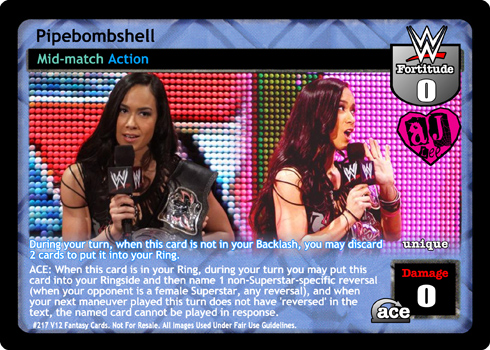 Pipebombshell
Mid-match Action
W
Fortitude
0
AJ
Lee
W
W
During your turn, when this card is not in your Backlash, you may discard
2 cards to put it into your Ring.
unique
ACE: When this card is in your Ring, during your turn you may put this
card into your Ringside and then name 1 non-Superstar-specific reversal
(when your opponent is a female Superstar, any reversal), and when
your next maneuver played this turn does not have 'reversed' in the
text, the named card cannot be played in response.
Damage
0
ace
#217 V12 Fantasy Cards. Not For Resale. All Images Used Under Fair Use Guidelines.